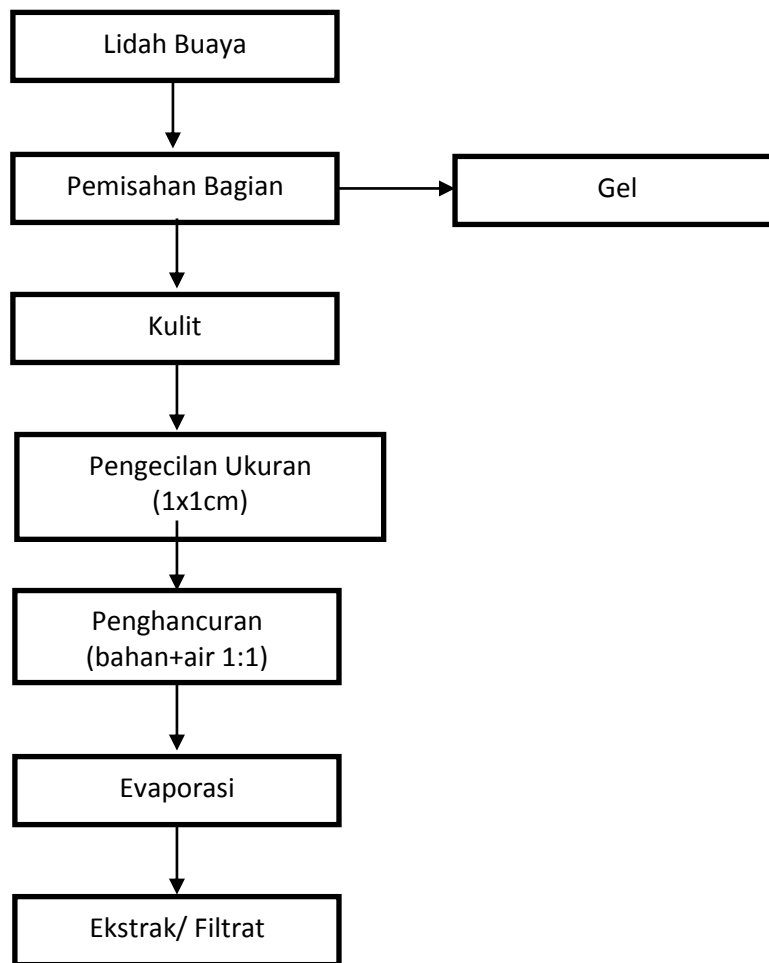 Lidah Buaya
Pemisahan Bagian
Gel
Kulit
Pengecilan Ukuran
(1x1cm)
Penghancuran
(bahan+air 1:1)
Evaporasi
Ekstrak/ Filtrat